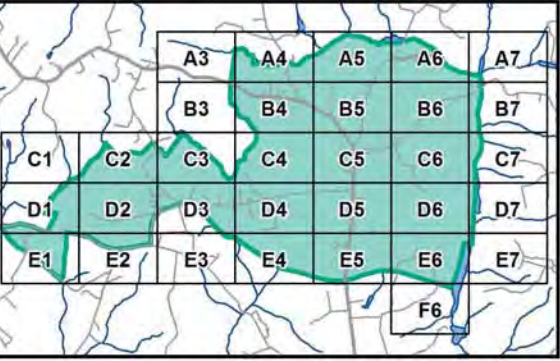 A3 A4 A5 A6 A7
B3 B4 B5 B6 B7
C1 C2 C3 C4 C5 C6 C7
D1 D2 D3 D4 D5 D6 D7
E1 E2 E3 E4 E5 E6 E7
F6